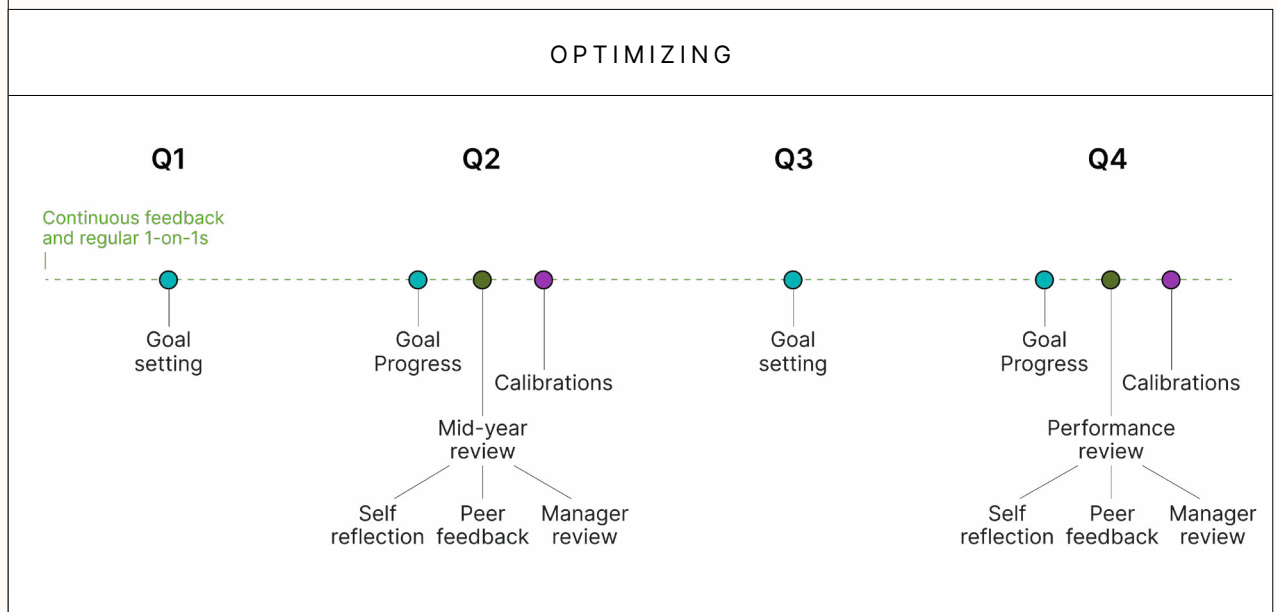 OPTIMIZING
Q1
Q2
Q3
Q4
Continuous feedback
and regular 1-on-1s
Goal
setting
Goal
Progress
Calibrations
Mid-year
review
Self
reflection
Peer
feedback
Manager
review
Goal
setting
Goal
Progress
Calibrations
Performance
review
Self
reflection
Peer
feedback
Manager
review